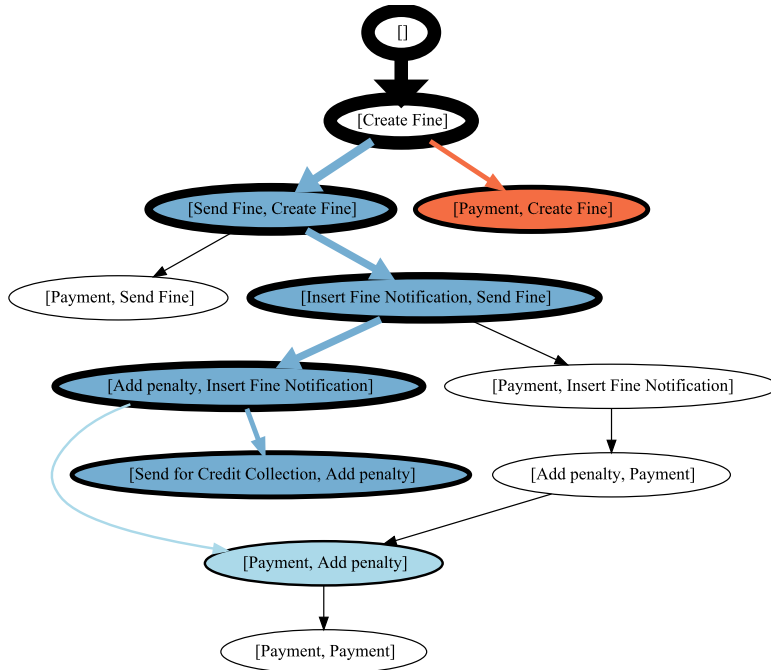 []
[Create Fine]
[Send Fine, Create Fine]
[Payment, Create Fine]
[Payment, Send Fine]
[Insert Fine Notification, Send Fine]
[Add penalty, Insert Fine Notification]
[Payment, Insert Fine Notification]
[Send for Credit Collection, Add penalty]
[Add penalty, Payment]
[Payment, Add penalty]
[Payment, Payment]